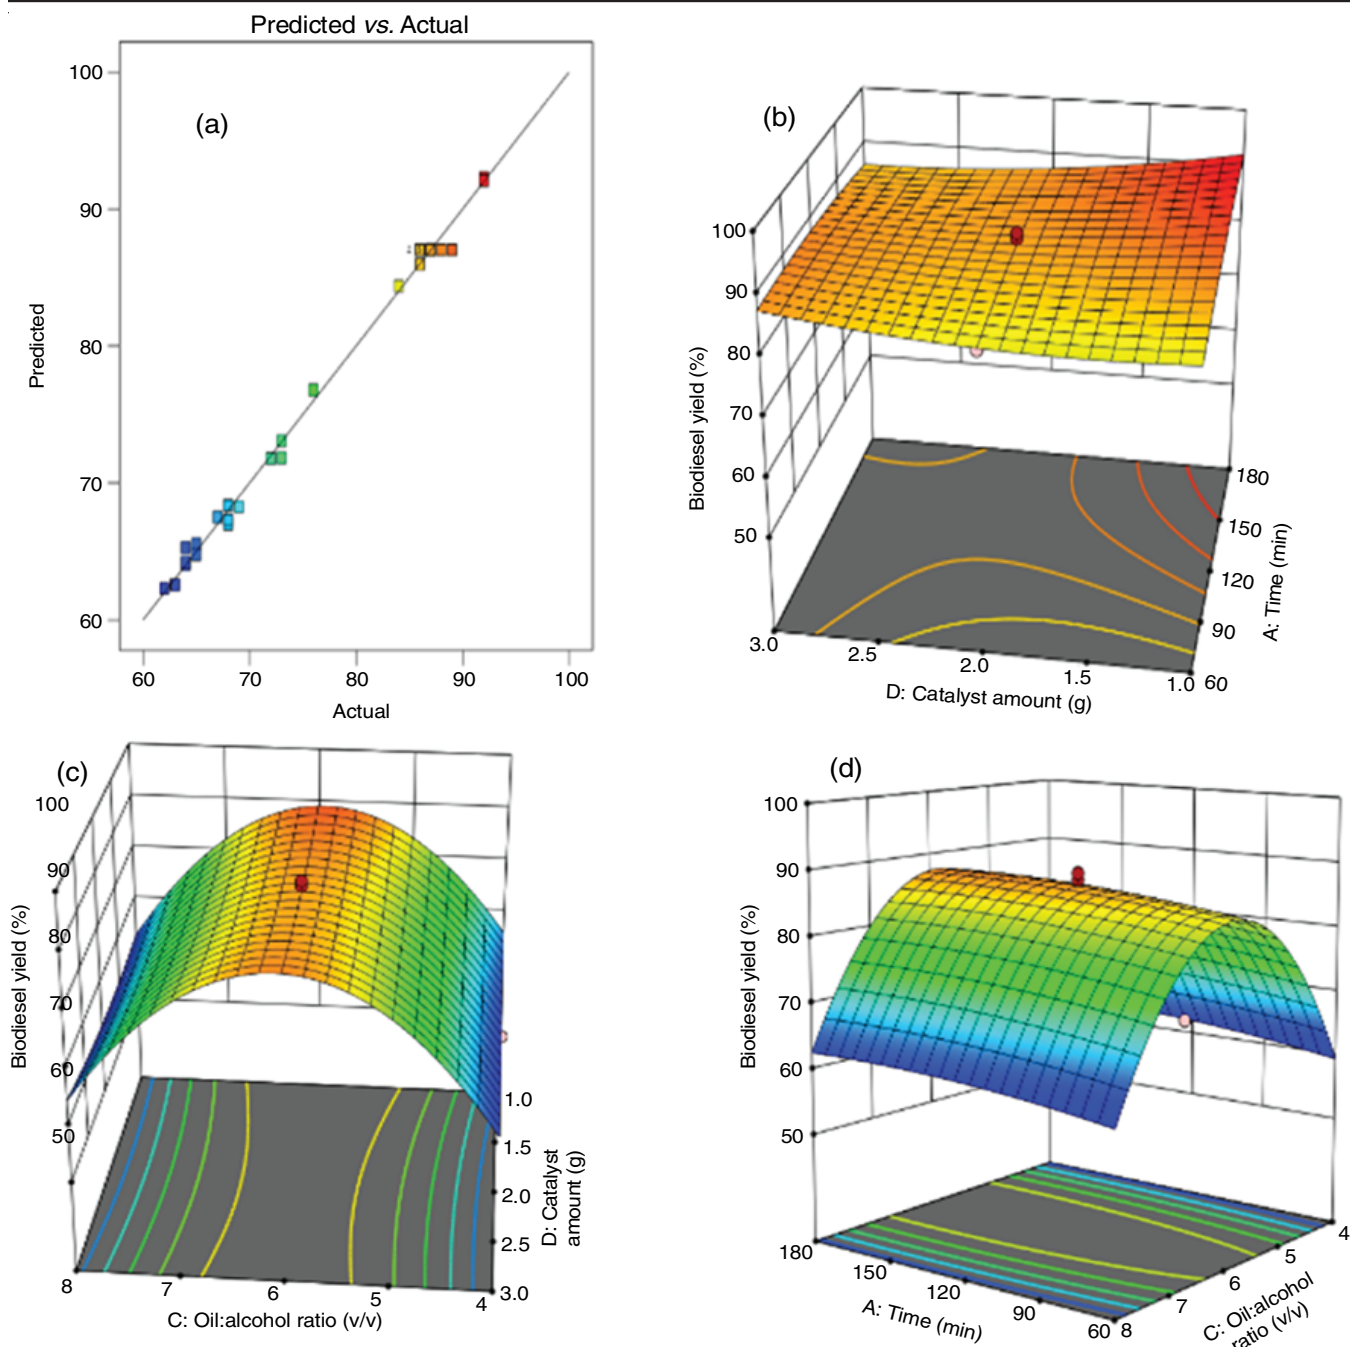 Predicted vs. Actual
(a)
100
90
80
70
60
Predicted
60 70 80 90 100
Actual
(b)
100
90
80
70
60
50
Biodiesel yield (%)
3.0 2.5 2.0 1.5 1.0
D: Catalyst amount (g)
180
150
120
90
60
A: Time (min)
(c)
100
90
80
70
60
50
Biodiesel yield (%)
8 7 6 5 4
C: Oil:alcohol ratio (v/v)
1.0
1.5
2.0
2.5
3.0
D: Catalyst
amount (g)
(d)
100
90
80
70
60
50
Biodiesel yield (%)
180 150 120 90 60
A: Time (min)
4
5
6
7
8
C: Oil:alcohol
ratio (v/v)